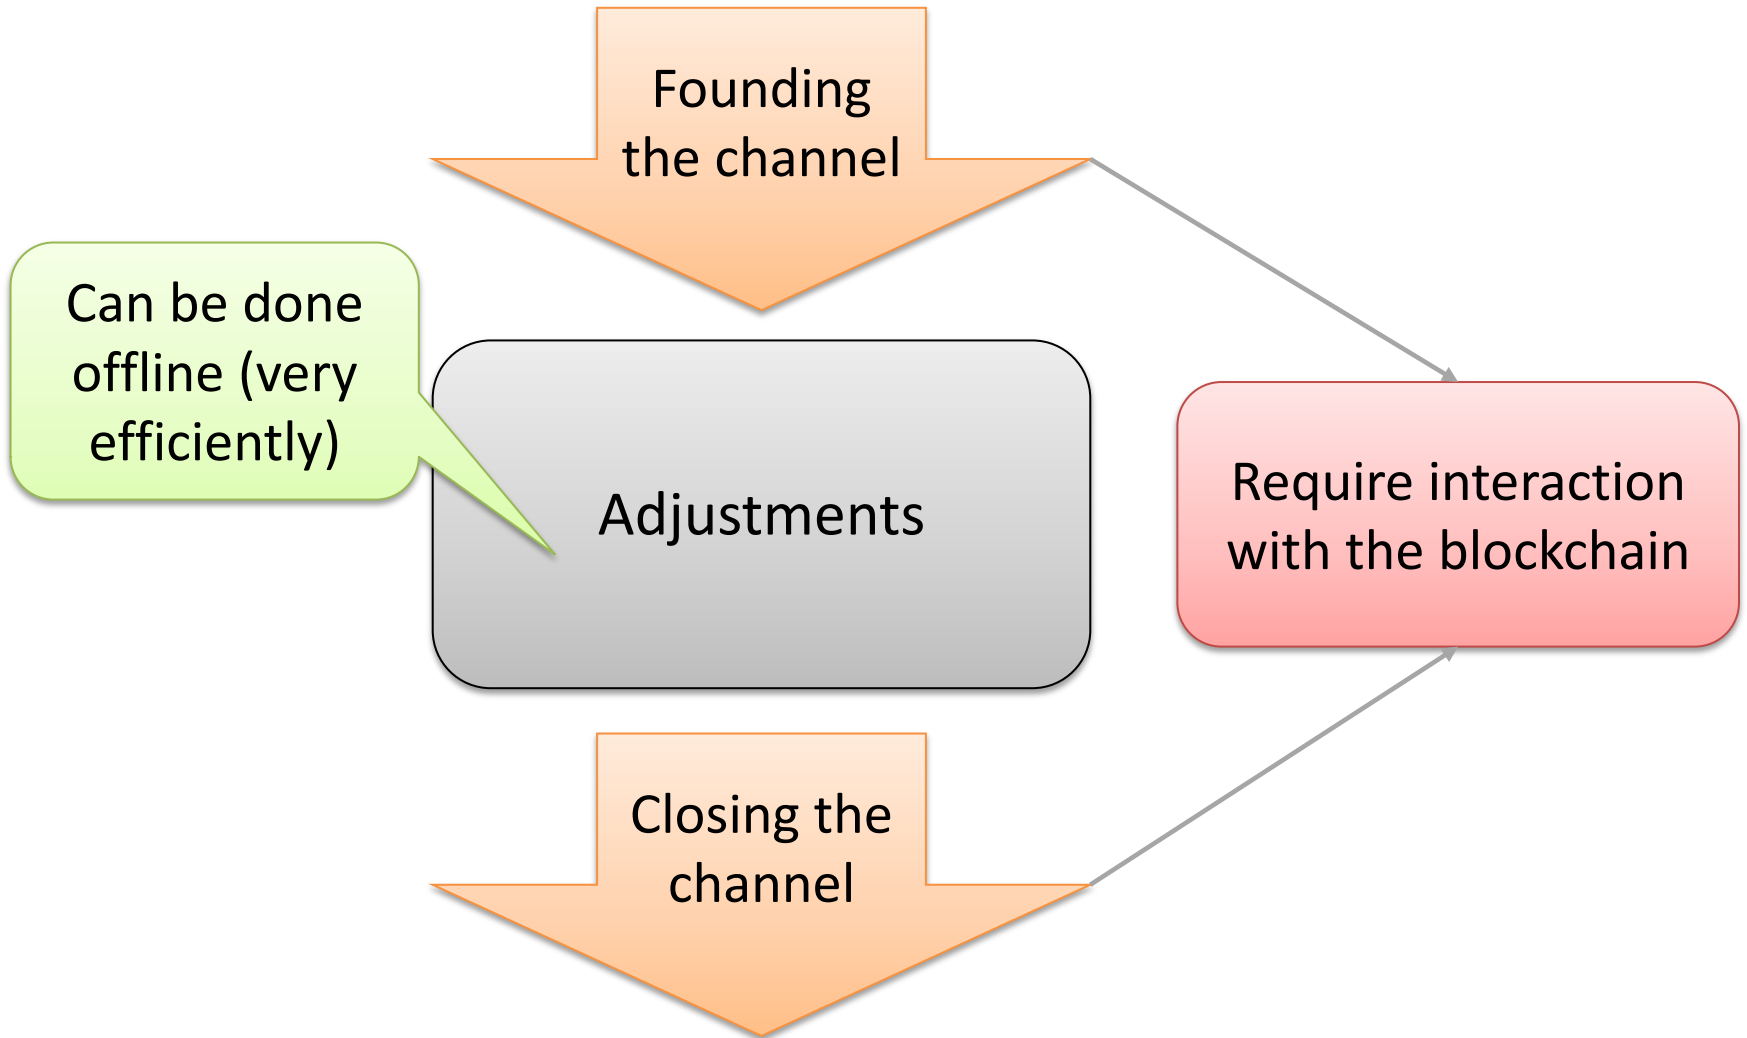 Founding
the channel
Can be done
offline (very
efficiently)
Adjustments
Require interaction
with the blockchain
Closing the
channel